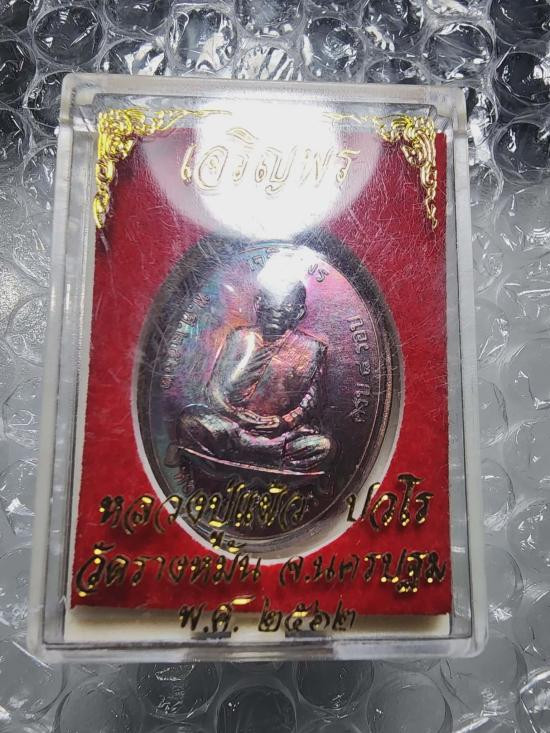 เจริญพร
หลวงปู่แผ้ว ปวโร
วัดรางหมัน จ.นครปฐม
พ.ศ. ๒๕๖๒